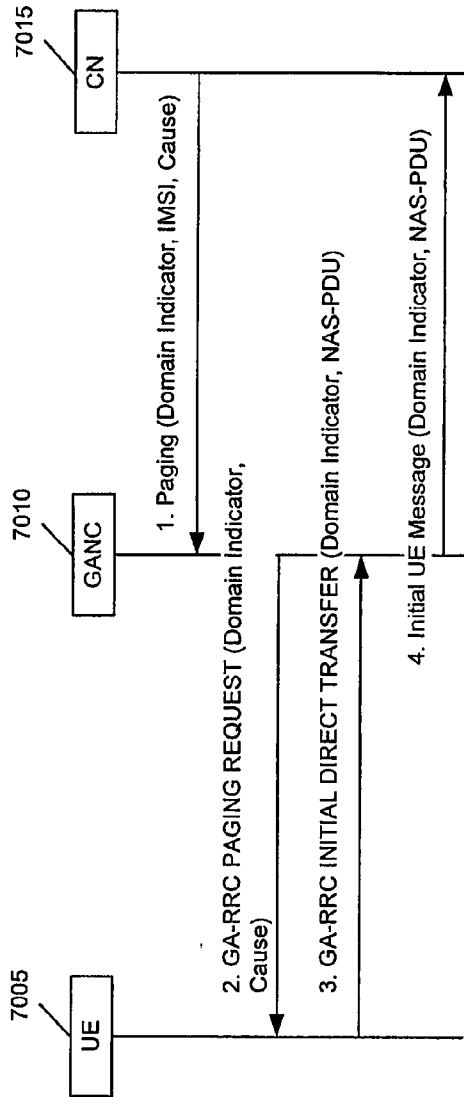 7005
7010
7015
UE
GANC
CN
1. Paging (Domain Indicator, IMSI, Cause)
2. GA-RRC PAGING REQUEST (Domain Indicator,
Cause)
3. GA-RRC INITIAL DIRECT TRANSFER (Domain Indicator, NAS-PDU)
4. Initial UE Message (Domain Indicator, NAS-PDU)